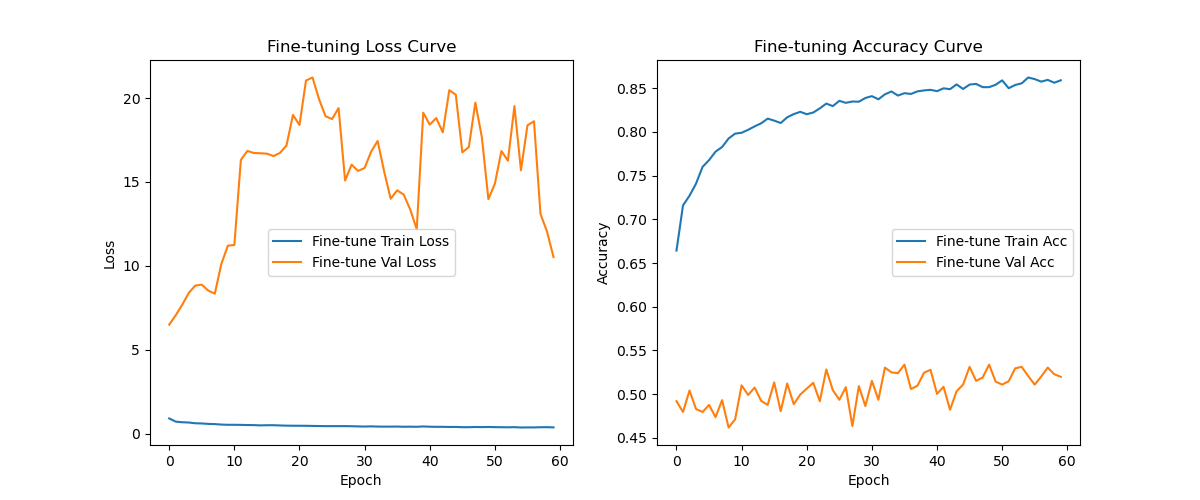 Fine-tuning Loss Curve
Loss
20
15
10
5
0
Fine-tune Train Loss
Fine-tune Val Loss
0 10 20 30 40 50 60
Epoch
Fine-tuning Accuracy Curve
Accuracy
0.85
0.80
0.75
0.70
0.65
0.60
0.55
0.50
0.45
Fine-tune Train Acc
Fine-tune Val Acc
0 10 20 30 40 50 60
Epoch